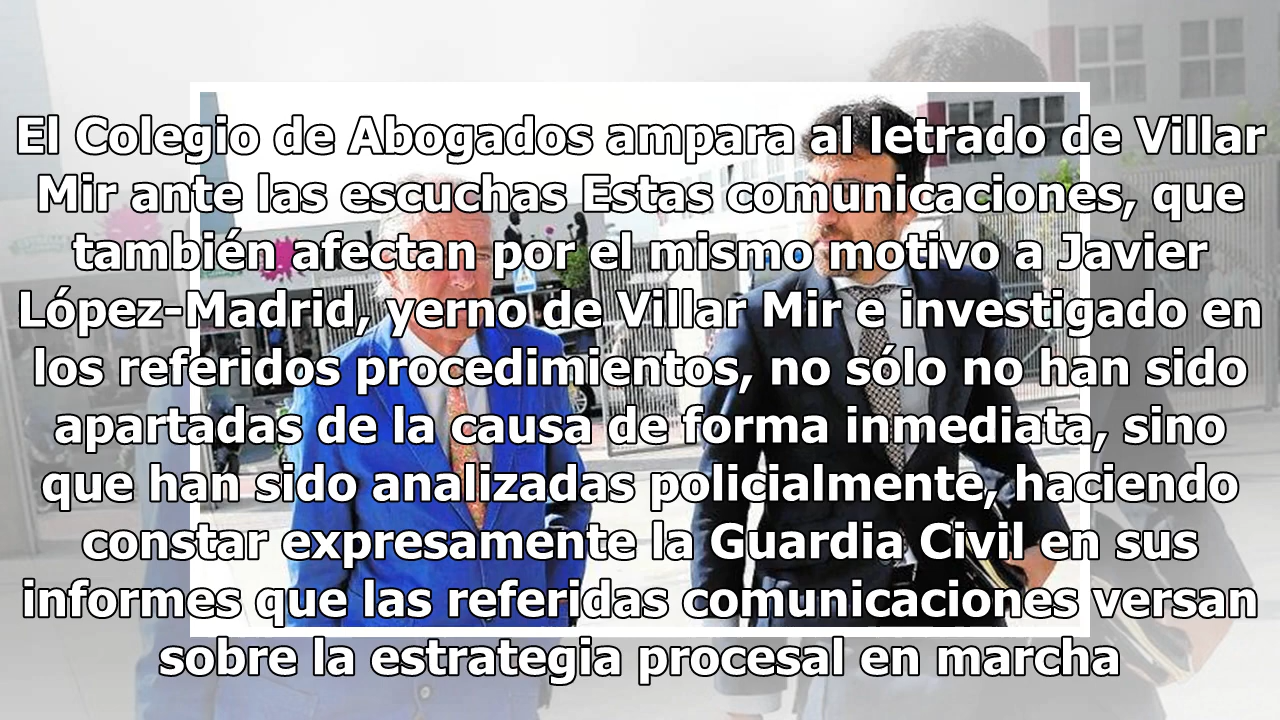 El Colegio de Abogados ampara al letrado de Villar
Mir ante las escuchas Estas comunicaciones, que
también afectan por el mismo motivo a Javier
López-Madrid, yerno de Villar Mir e investigado en
los referidos procedimientos, no sólo no han sido
apartadas de la causa de forma inmediata, sino
que han sido analizadas policialmente, haciendo
constar expresamente la Guardia Civil en sus
informes que las referidas comunicaciones versan
sobre la estrategia procesal en marcha